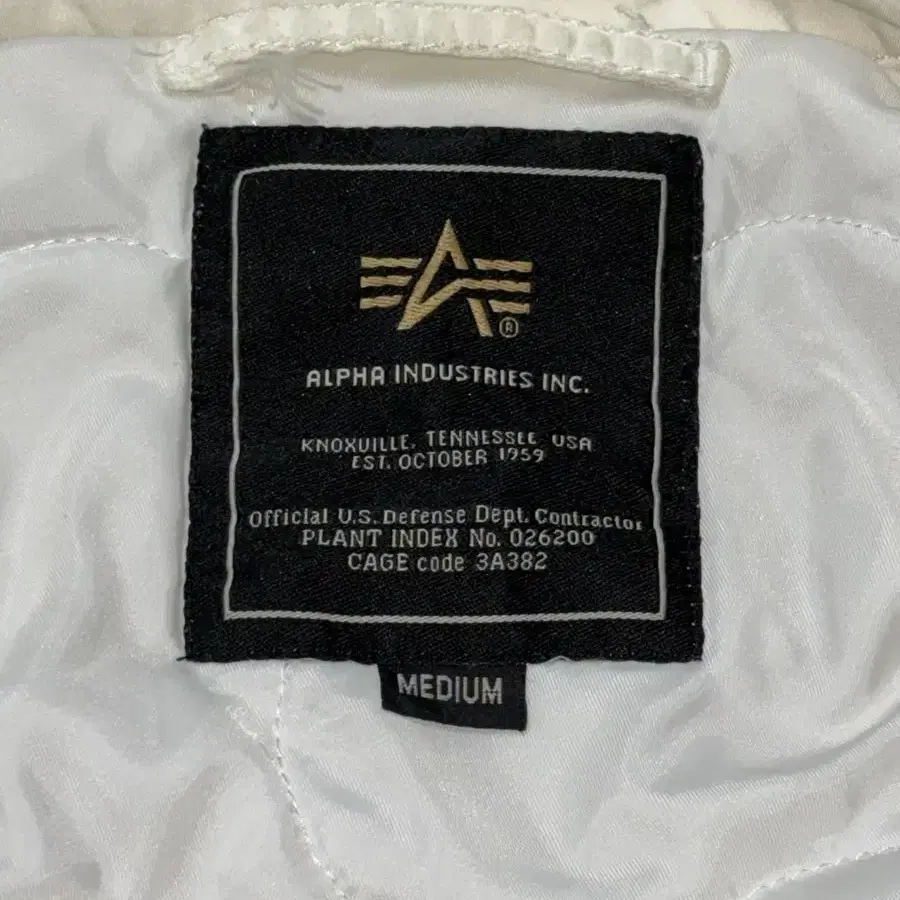 ®
ALPHA INDUSTRIES INC.
KNOXVILLE, TENNESSEE USA
EST. OCTOBER 1959
Official U.S. Defense Dept. Contractor
PLANT INDEX No. 026200
CAGE code 3A382
MEDIUM